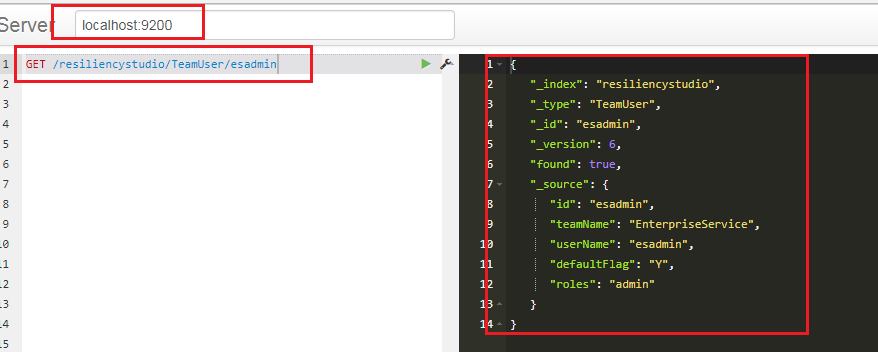 Server localhost:9200
1 GET /resiliencystudio/TeamUser/esadmin
2
3
4
5
6
7
8
9
10
11
12
13
14
15
1 {
2 "_index": "resiliencystudio",
3 "_type": "TeamUser",
4 "_id": "esadmin",
5 "_version": 6,
6 "found": true,
7 "_source": {
8 "id": "esadmin",
9 "teamName": "EnterpriseService",
10 "userName": "esadmin",
11 "defaultFlag": "Y",
12 "roles": "admin"
13 }
14 }